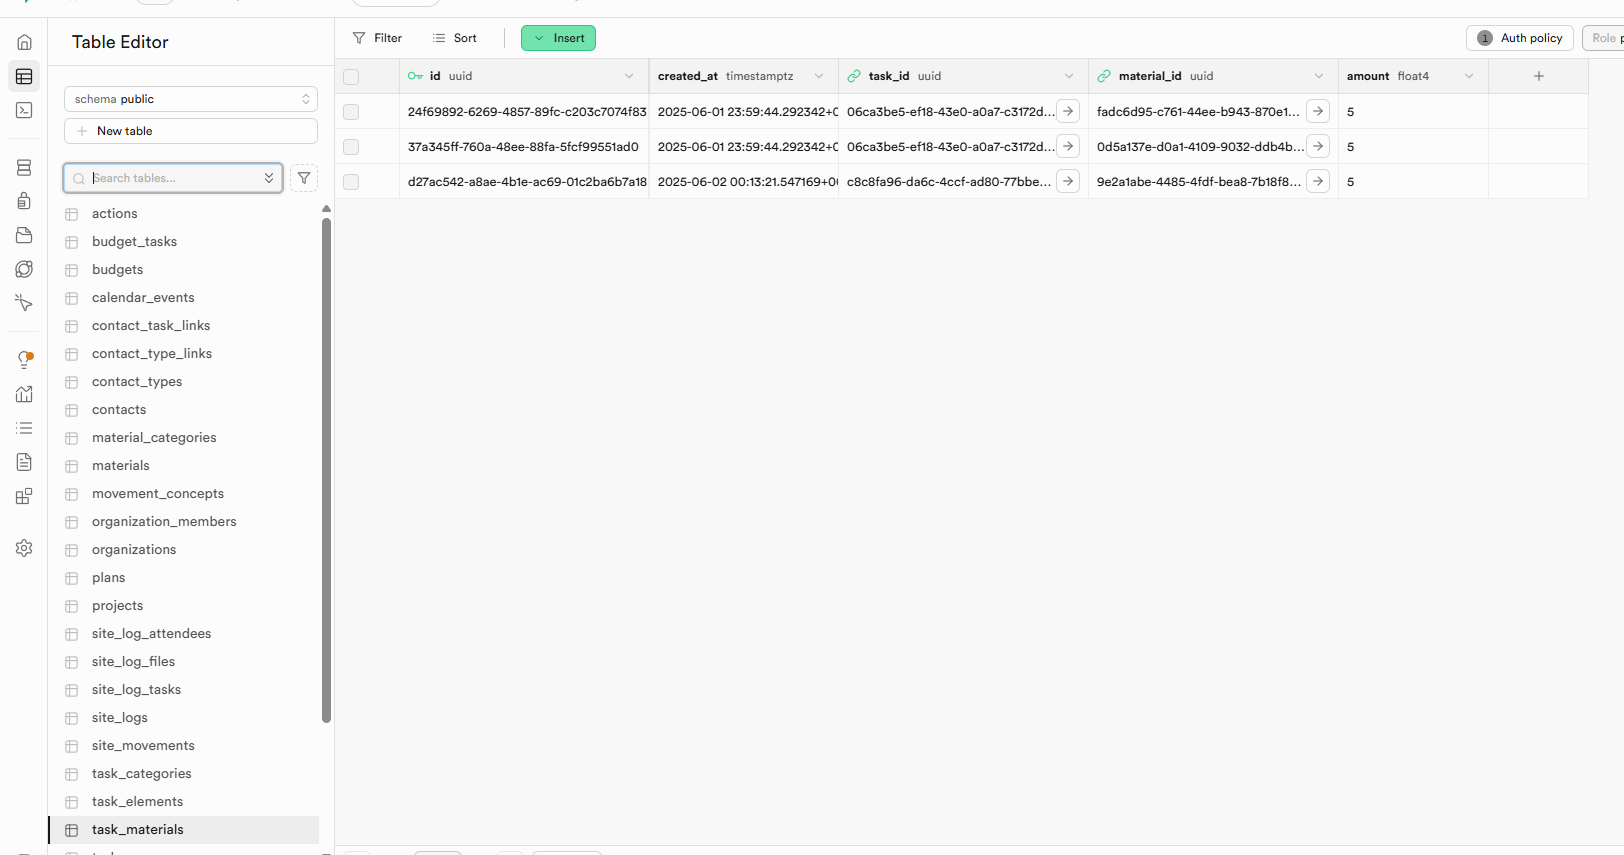 Table Editor
schema public
New table
Search tables...
actions
budget_tasks
budgets
calendar_events
contact_task_links
contact_type_links
contact_types
contacts
material_categories
materials
movement_concepts
organization_members
organizations
plans
projects
site_log_attendees
site_log_files
site_log_tasks
site_logs
site_movements
task_categories
task_elements
task_materials
Filter Sort Insert 1 Auth policy Role
id uuid created_at timestamptz task_id uuid material_id uuid amount float4
24f69892-6269-4857-89fc-c203c7074f83 2025-06-01 23:59:44.292342+0 06ca3be5-ef18-43e0-a0a7-c3172d... fadc6d95-c761-44ee-b943-870e1... 5
37a345ff-760a-48ee-88fa-5fcf99551ad0 2025-06-01 23:59:44.292342+0 06ca3be5-ef18-43e0-a0a7-c3172d... 0d5a137e-d0a1-4109-9032-ddb4b... 5
d27ac542-a8ae-4b1e-ac69-01c2ba6b7a18 2025-06-02 00:13:21.547169+0 c8c8fa96-da6c-4ccf-ad80-77bbe... 9e2a1abe-4485-4fdf-bea8-7b18f8... 5